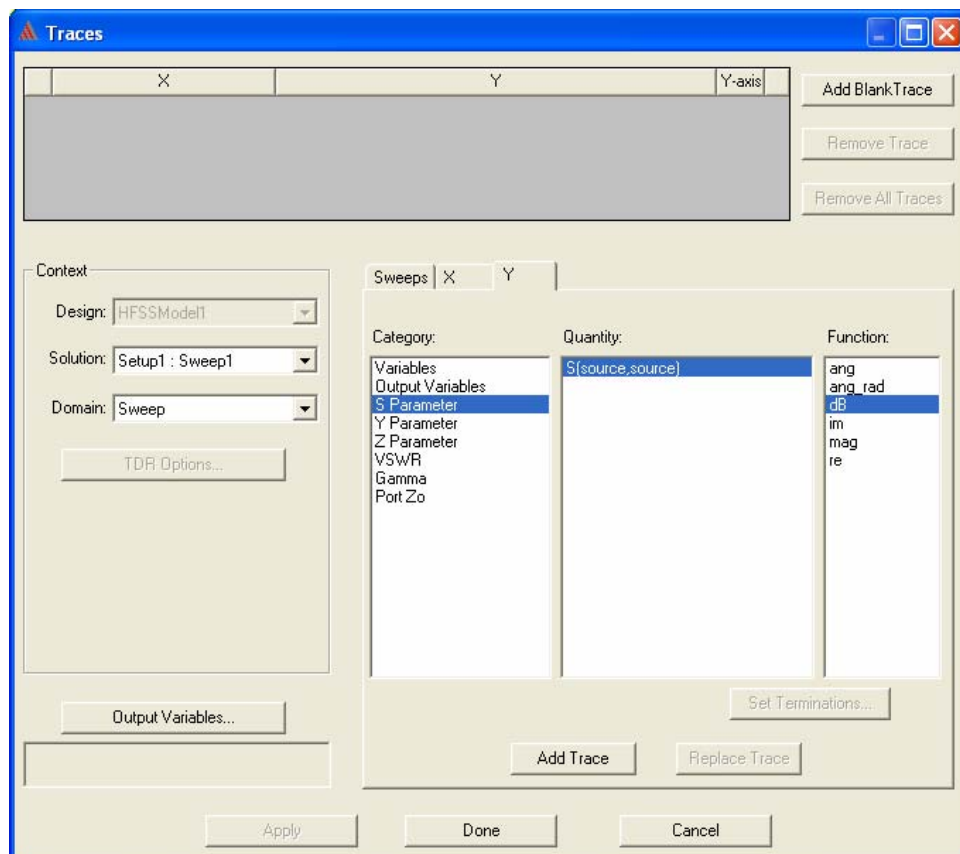 Traces
X Y Y-axis
Add BlankTrace
Remove Trace
Remove All Traces
Context
Design: HFSSModel1
Solution: Setup1 : Sweep1
Domain: Sweep
TDR Options...
Output Variables...
Sweeps X Y
Category:
Variables
Output Variables
S Parameter
Y Parameter
Z Parameter
VSWR
Gamma
Port Zo
Quantity:
S(source,source)
Function:
ang
ang_rad
dB
im
mag
re
Set Terminations...
Add Trace
Replace Trace
Apply
Done
Cancel